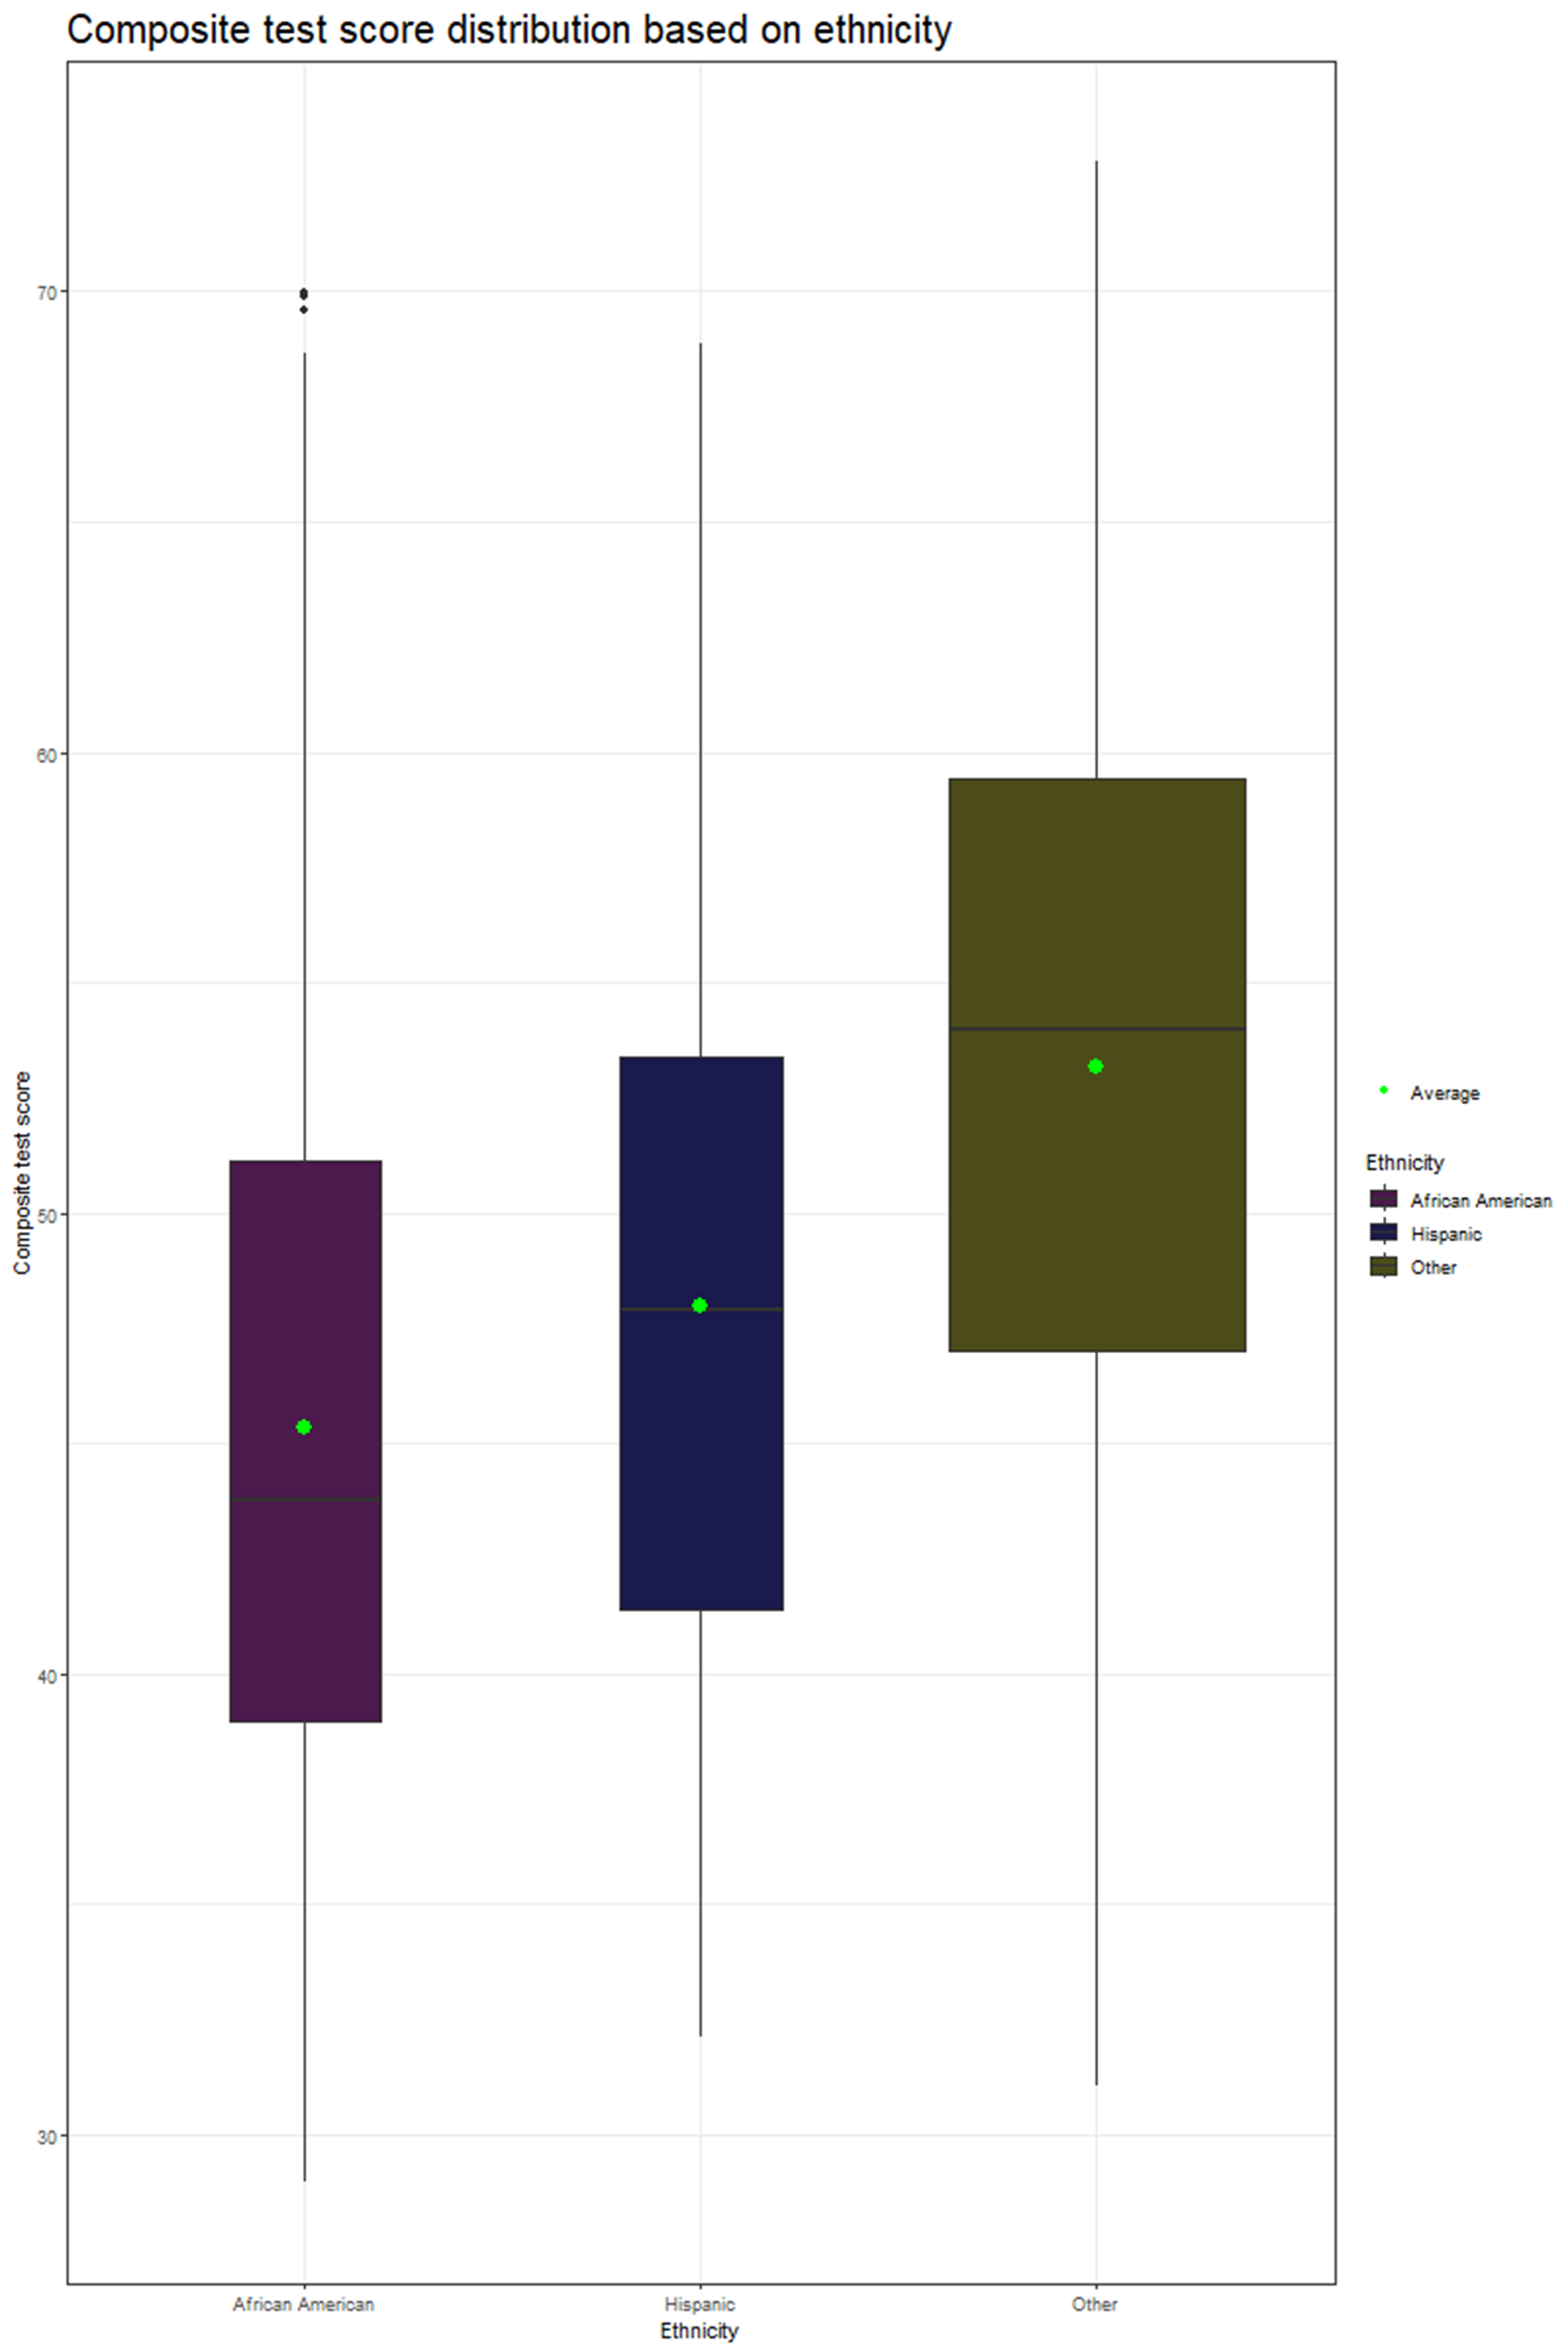 Composite test score distribution based on ethnicity
70
60
50
40
30
Composite test score
African American
Hispanic
Other
Ethnicity
Average
Ethnicity
African American
Hispanic
Other